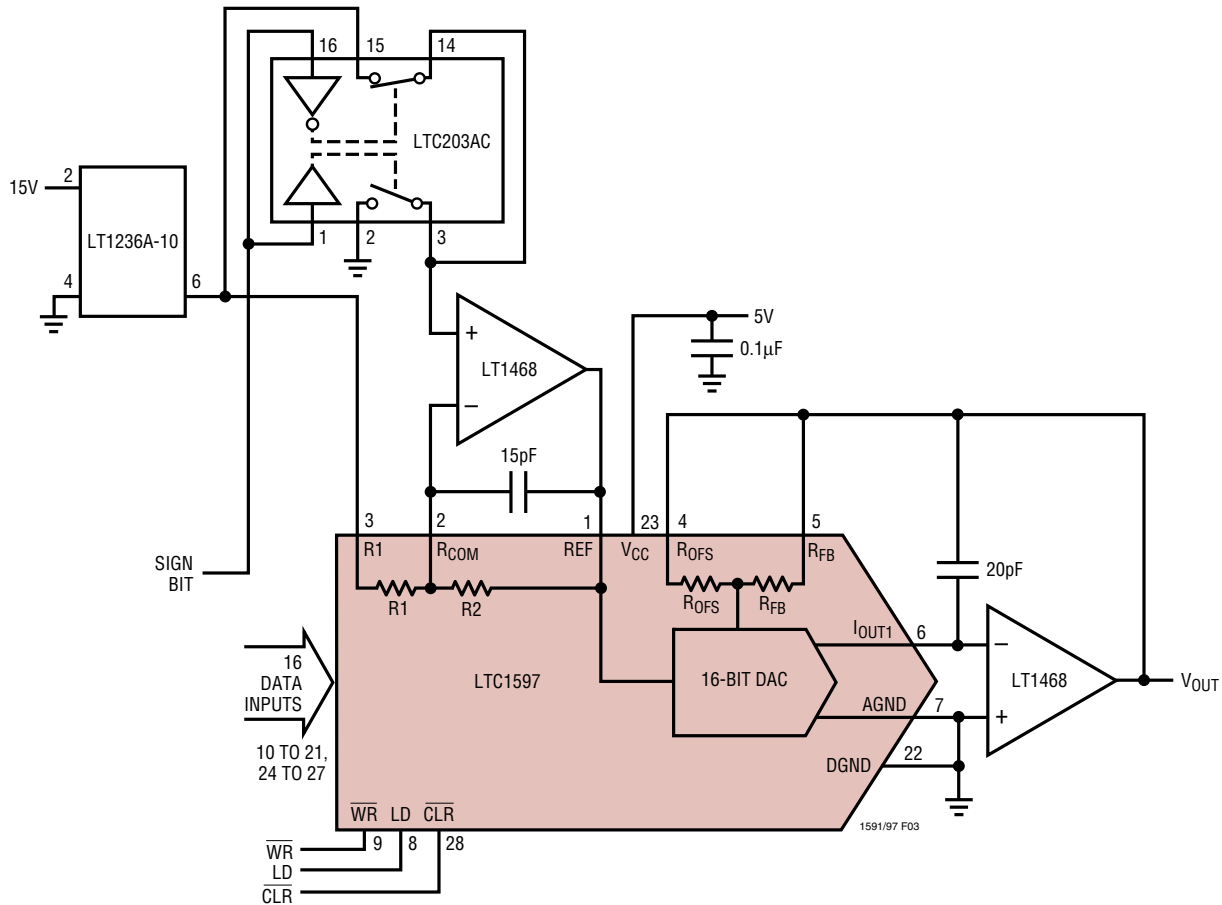 16
15
14
LTC203AC
15V
2
LT1236A-10
4
6
1
2
3
+
LT1468
–
5V
0.1µF
15pF
3
2
1
23
4
5
R1
RCOM
REF
VCC
ROFS
RFB
SIGN
BIT
R1
R2
ROFS
RFB
20pF
IOUT1
6
–
16
DATA
INPUTS
LTC1597
16-BIT DAC
LT1468
VOUT
AGND
7
+
10 TO 21,
24 TO 27
DGND
22
WR
LD
CLR
1591/97 F03
9
8
28
WR
LD
CLR